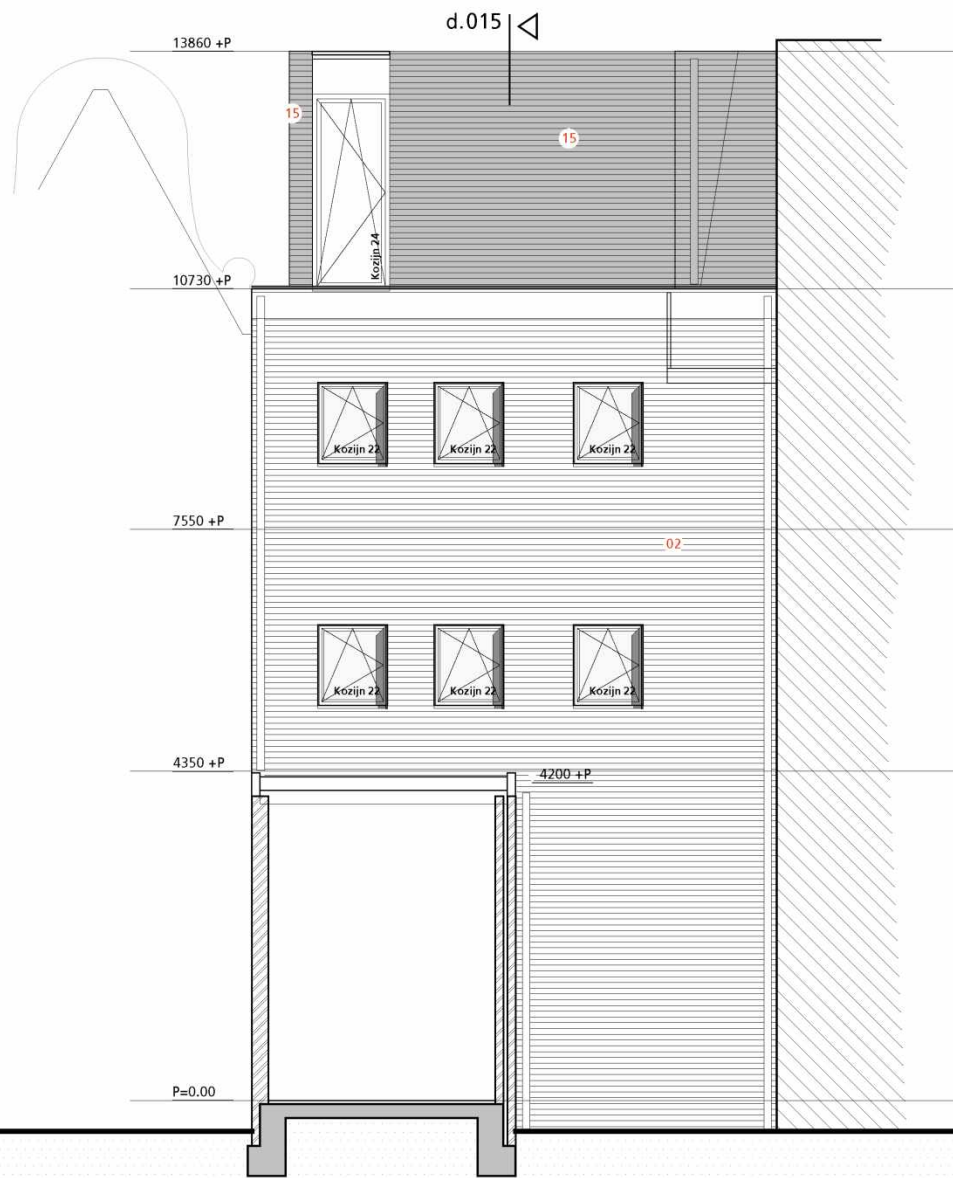 d.015
13860 +P
15
15
Kozijn 24
10730 +P
Kozijn 22
Kozijn 22
Kozijn 22
7550 +P
02
Kozijn 22
Kozijn 22
Kozijn 22
4350 +P
4200 +P
P=0.00